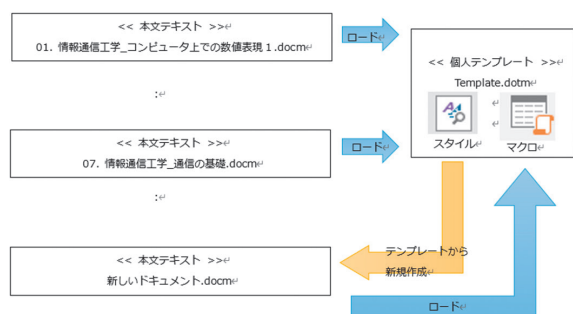 << 本文テキスト >>↵
01. 情報通信工学_コンピュータ上での数値表現１.docm↵
ロード↵
:↵
<< 個人テンプレート >>↵
Template.dotm↵
↵
↵
スタイル↵
マクロ↵
<< 本文テキスト >>↵
07. 情報通信工学_通信の基礎.docm↵
ロード↵
:↵
テンプレートから
新規作成↵
<< 本文テキスト >>↵
新しいドキュメント.docm↵
ロード↵